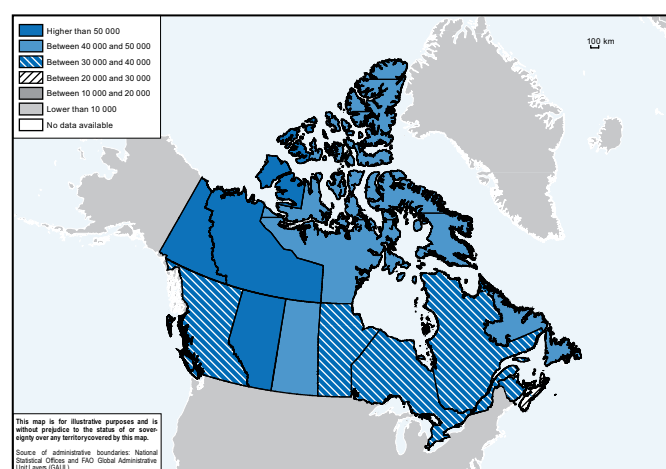 Higher than 50 000
Between 40 000 and 50 000
Between 30 000 and 40 000
Between 20 000 and 30 000
Between 10 000 and 20 000
Lower than 10 000
No data available
100 km
This map is for illustrative purposes and is
without prejudice to the status of or sover-
eignty over any territorycovered by this map.
Source of administrative boundaries: National
Statistical Offices and FAO Global Administrative
Unit Layers (GAUL).